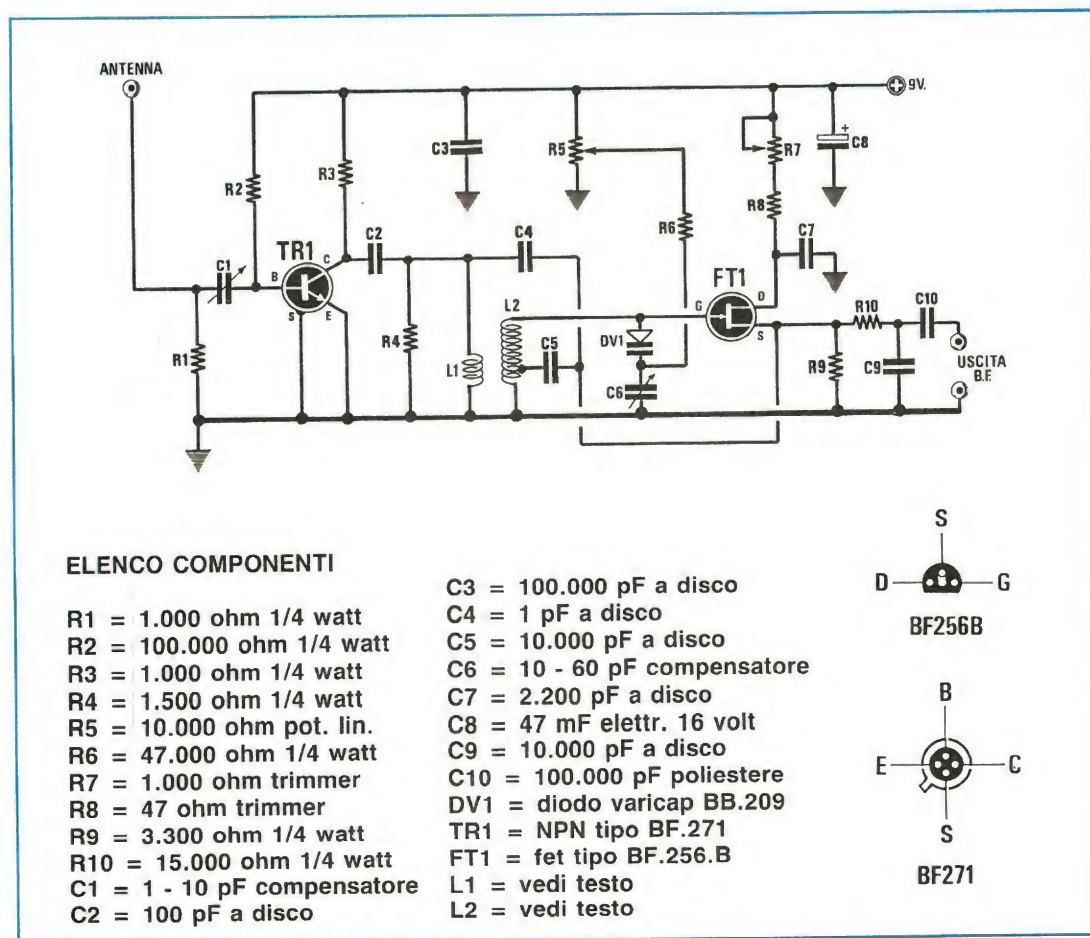 ANTENNA
9V.
C3
R5
R7
C8
R2
R3
R6
R8
C7
TR1
C2
C4
FT1
C1
B
C
S
E
L2
G
D
S
R10
C10
R1
R4
L1
C5
DV1
C6
R9
C9
USCITA
B.F.
ELENCO COMPONENTI
R1 = 1.000 ohm 1/4 watt
R2 = 100.000 ohm 1/4 watt
R3 = 1.000 ohm 1/4 watt
R4 = 1.500 ohm 1/4 watt
R5 = 10.000 ohm pot. lin.
R6 = 47.000 ohm 1/4 watt
R7 = 1.000 ohm trimmer
R8 = 47 ohm trimmer
R9 = 3.300 ohm 1/4 watt
R10 = 15.000 ohm 1/4 watt
C1 = 1 - 10 pF compensatore
C2 = 100 pF a disco
C3 = 100.000 pF a disco
C4 = 1 pF a disco
C5 = 10.000 pF a disco
C6 = 10 - 60 pF compensatore
C7 = 2.200 pF a disco
C8 = 47 mF elettr. 16 volt
C9 = 10.000 pF a disco
C10 = 100.000 pF poliestere
DV1 = diodo varicap BB.209
TR1 = NPN tipo BF.271
FT1 = fet tipo BF.256.B
L1 = vedi testo
L2 = vedi testo
S
D G
BF256B
B
E C
S
BF271